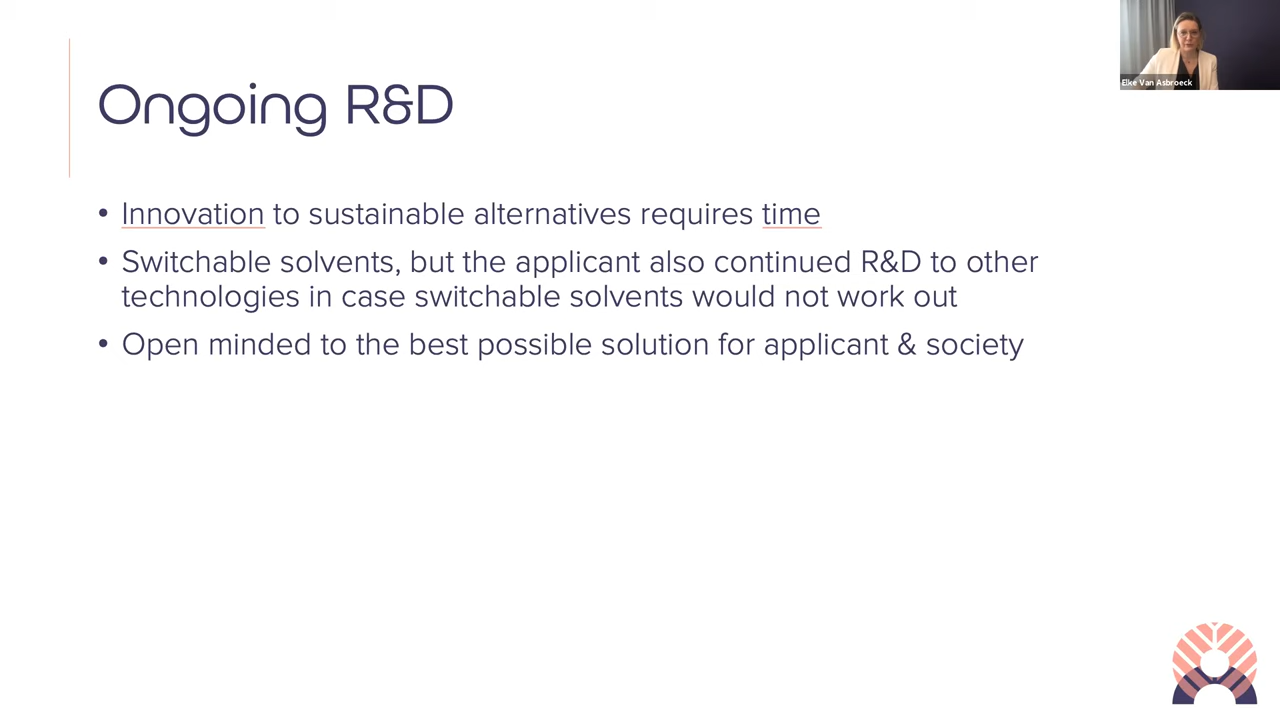 Ongoing R&D
Elke Van Asbroeck
• Innovation to sustainable alternatives requires time
• Switchable solvents, but the applicant also continued R&D to other
technologies in case switchable solvents would not work out
• Open minded to the best possible solution for applicant & society